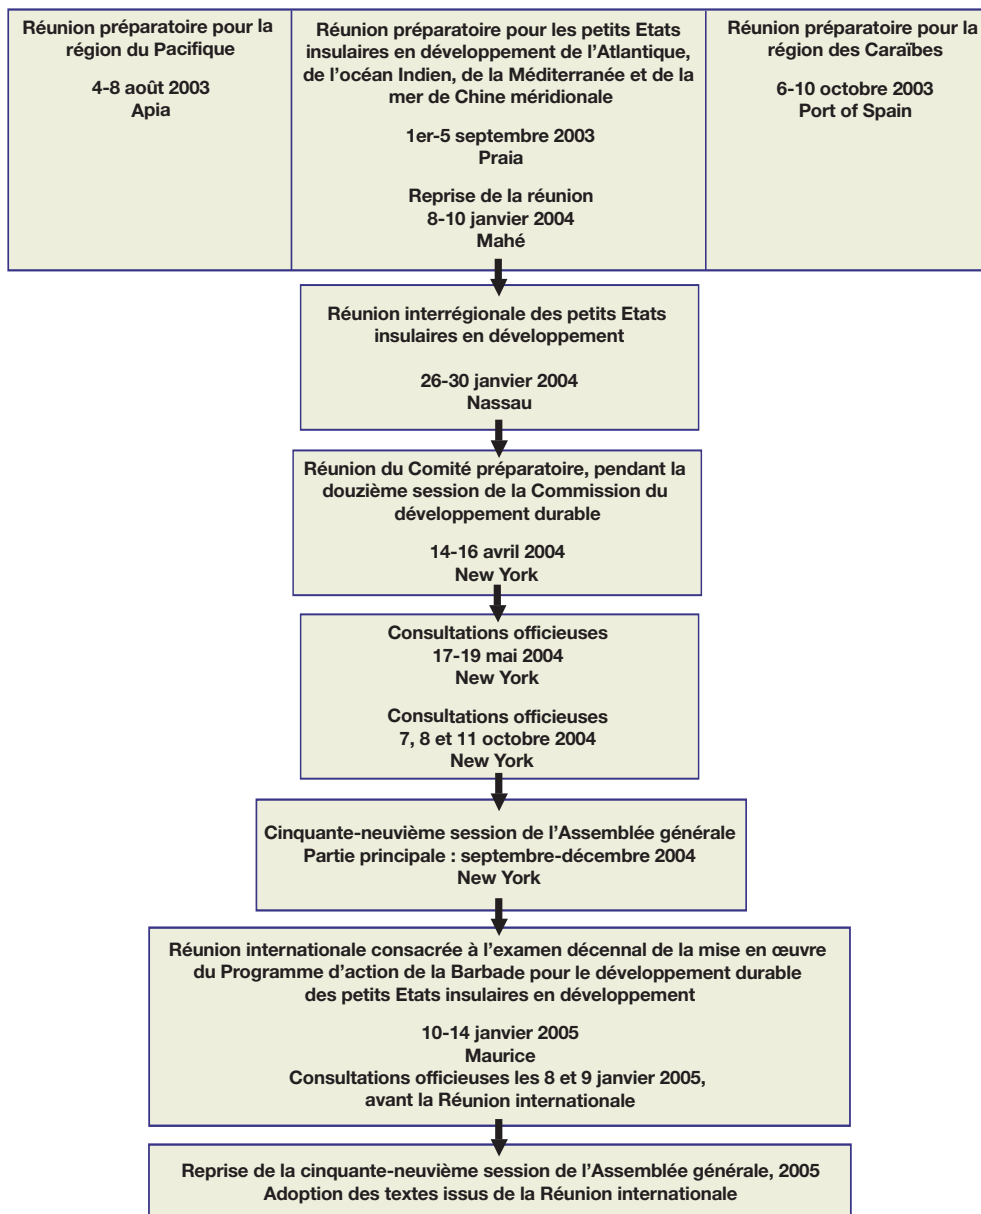 Réunion préparatoire pour la
région du Pacifique
4-8 août 2003
Apia
Réunion préparatoire pour les petits Etats
insulaires en développement de l'Atlantique,
de l'océan Indien, de la Méditerranée et de la
mer de Chine méridionale
1er-5 septembre 2003
Praia
Reprise de la réunion
8-10 janvier 2004
Mahé
Réunion préparatoire pour la
région des Caraïbes
6-10 octobre 2003
Port of Spain
Réunion interrégionale des petits Etats
insulaires en développement
26-30 janvier 2004
Nassau
Réunion du Comité préparatoire, pendant la
douzième session de la Commission du
développement durable
14-16 avril 2004
New York
Consultations officieuses
17-19 mai 2004
New York
Consultations officieuses
7, 8 et 11 octobre 2004
New York
Cinquante-neuvième session de l'Assemblée générale
Partie principale : septembre-décembre 2004
New York
Réunion internationale consacrée à l'examen décennal de la mise en œuvre
du Programme d'action de la Barbade pour le développement durable
des petits Etats insulaires en développement
10-14 janvier 2005
Maurice
Consultations officieuses les 8 et 9 janvier 2005,
avant la Réunion internationale
Reprise de la cinquante-neuvième session de l'Assemblée générale, 2005
Adoption des textes issus de la Réunion internationale